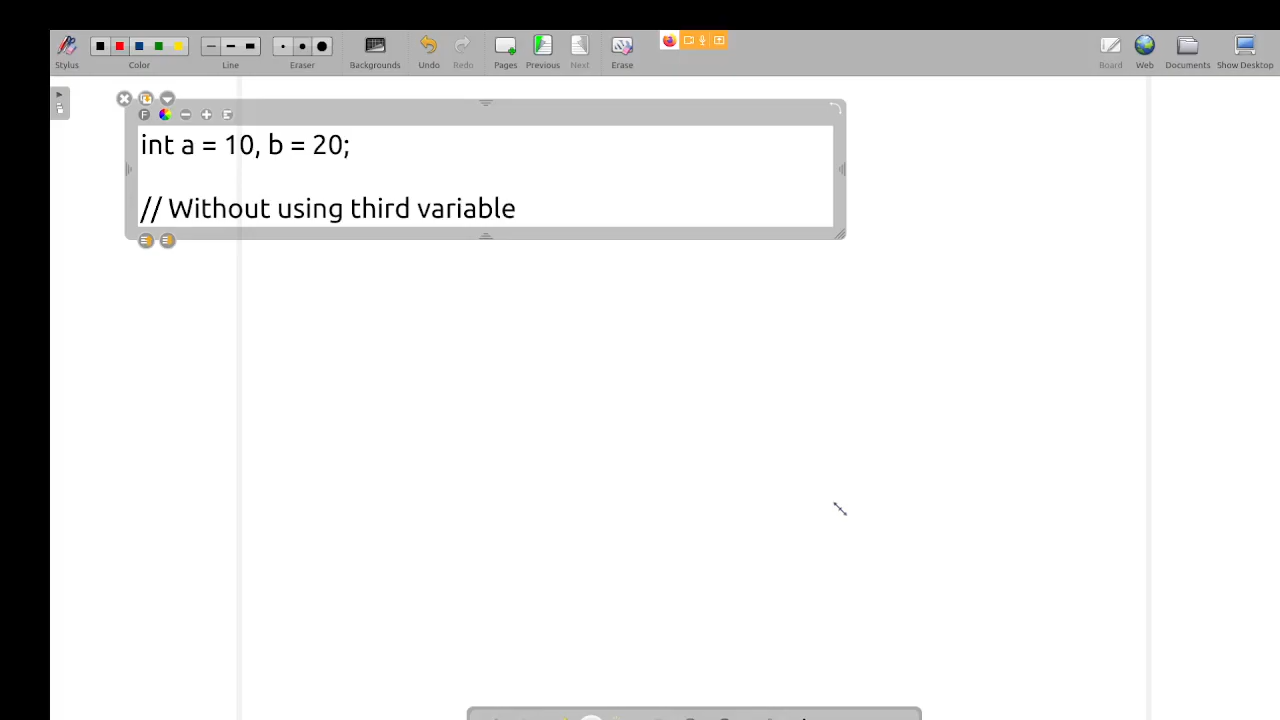 Stylus
Color
Line
Eraser
Backgrounds
Undo
Redo
Pages
Previous
Next
Erase
Board
Web
Documents
Show Desktop
int a = 10, b = 20;
// Without using third variable